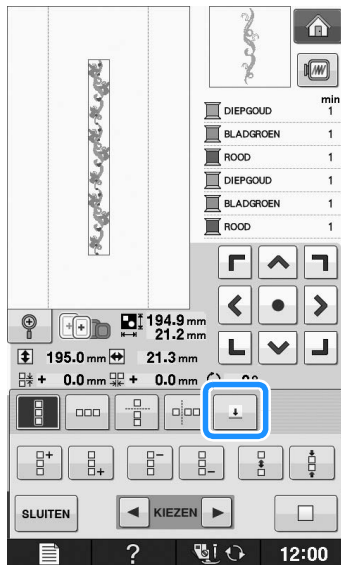 min
DIEPGOUD 1
BLADGROEN 1
ROOD 1
DIEPGOUD 1
BLADGROEN 1
ROOD 1
194.9 mm
21.2 mm
195.0 mm 21.3 mm
+ 0.0 mm + 0.0 mm
SLUITEN KIEZEN
? 12:00